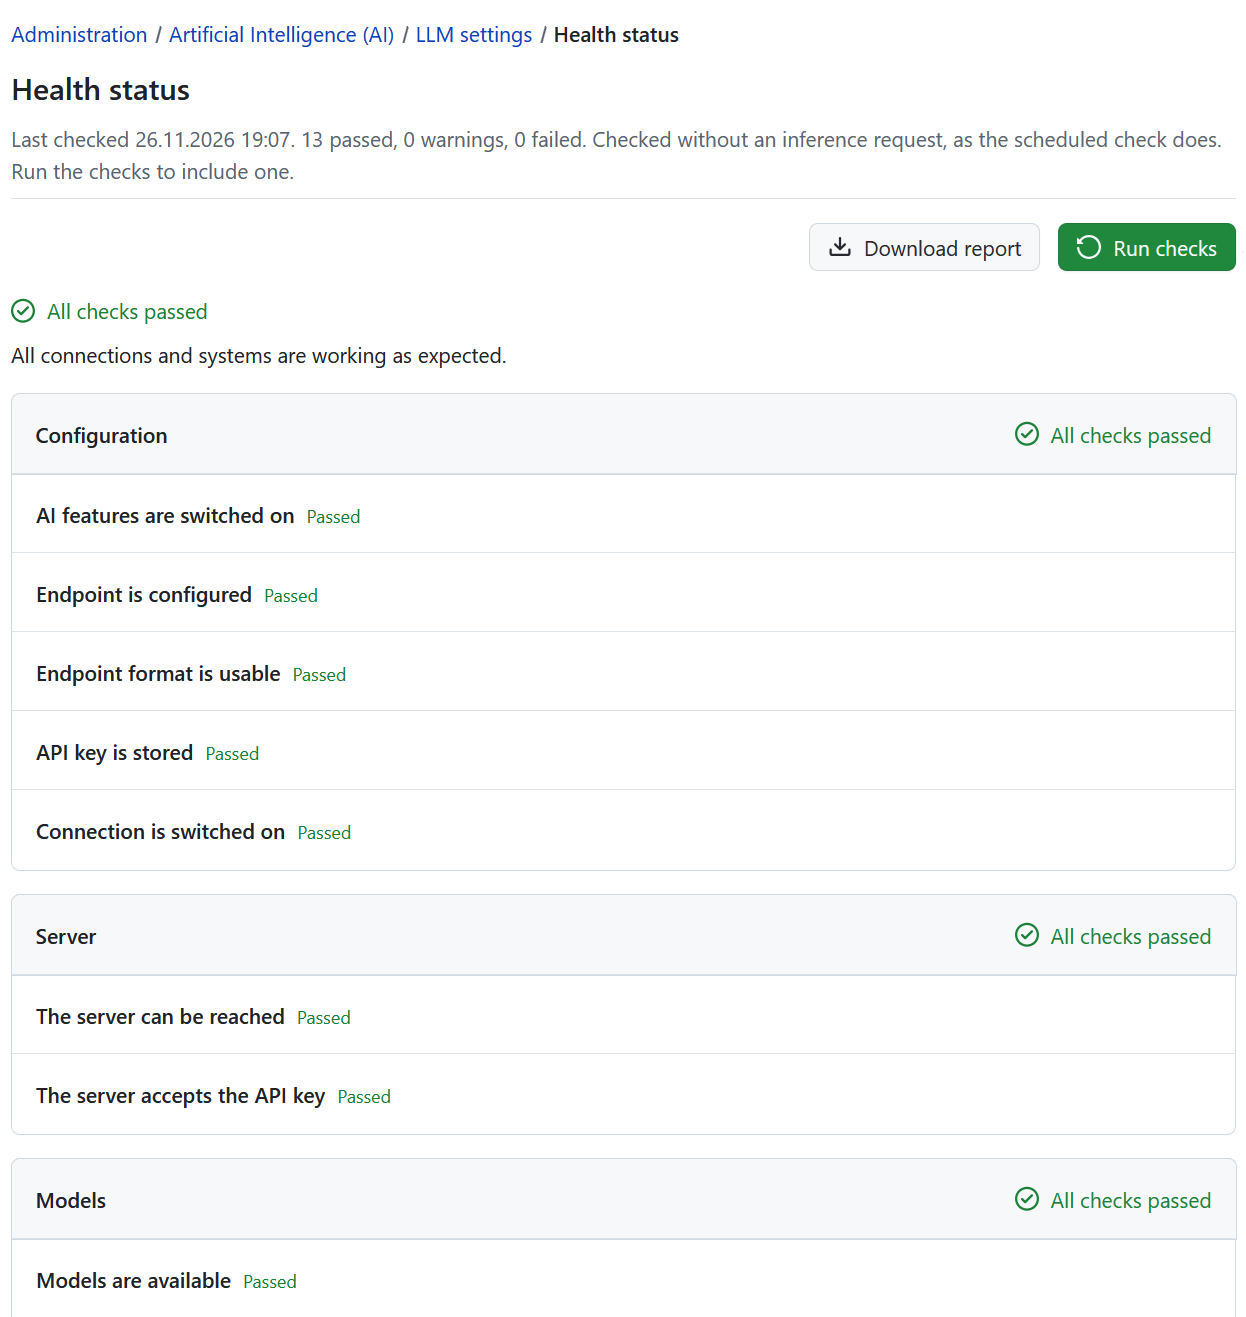 Administration / Artificial Intelligence (AI) / LLM settings / Health status
Health status
Last checked 26.11.2026 19:07. 13 passed, 0 warnings, 0 failed. Checked without an inference request, as the scheduled check does.
Run the checks to include one.
Download report
Run checks
All checks passed
All connections and systems are working as expected.
Configuration
All checks passed
AI features are switched on Passed
Endpoint is configured Passed
Endpoint format is usable Passed
API key is stored Passed
Connection is switched on Passed
Server
All checks passed
The server can be reached Passed
The server accepts the API key Passed
Models
All checks passed
Models are available Passed